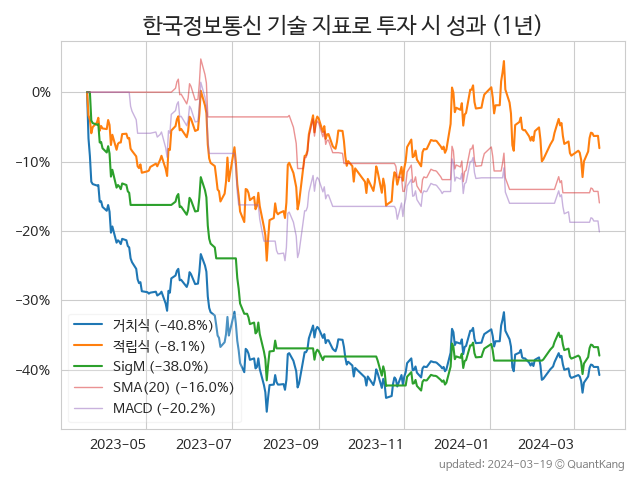 한국정보통신 기술 지표로 투자 시 성과 (1년)
0%
−10%
−20%
−30%
−40%
거치식 (−40.8%)
적립식 (−8.1%)
SigM (−38.0%)
SMA(20) (−16.0%)
MACD (−20.2%)
2023-05 2023-07 2023-09 2023-11 2024-01 2024-03
updated: 2024-03-19 © QuantKang